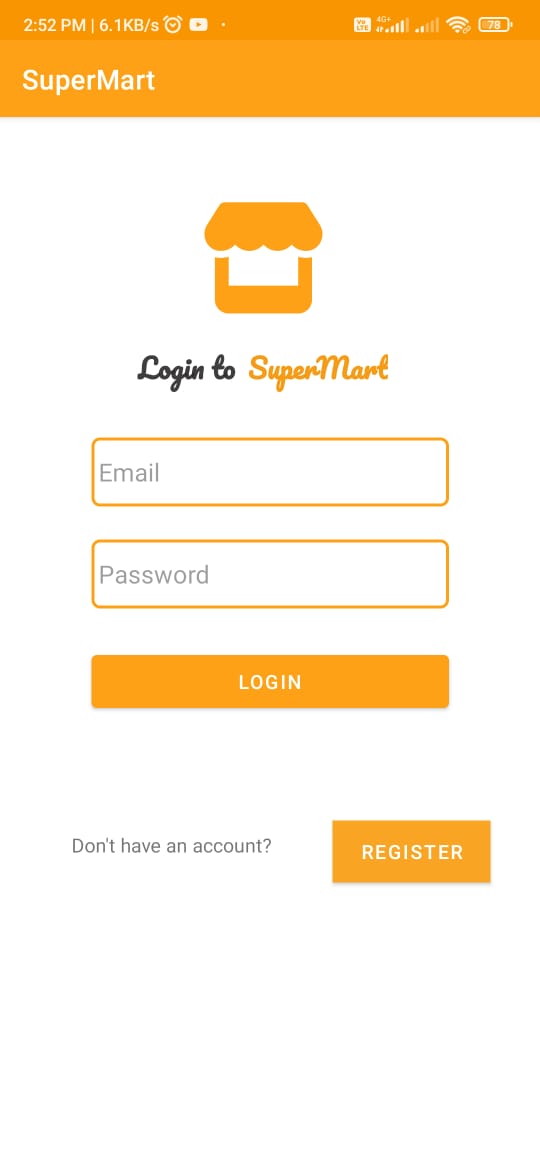 2:52 PM | 6.1KB/s
Vo LTE 4G+ 78
SuperMart
Login to SuperMart
Email
Password
LOGIN
Don't have an account?
REGISTER